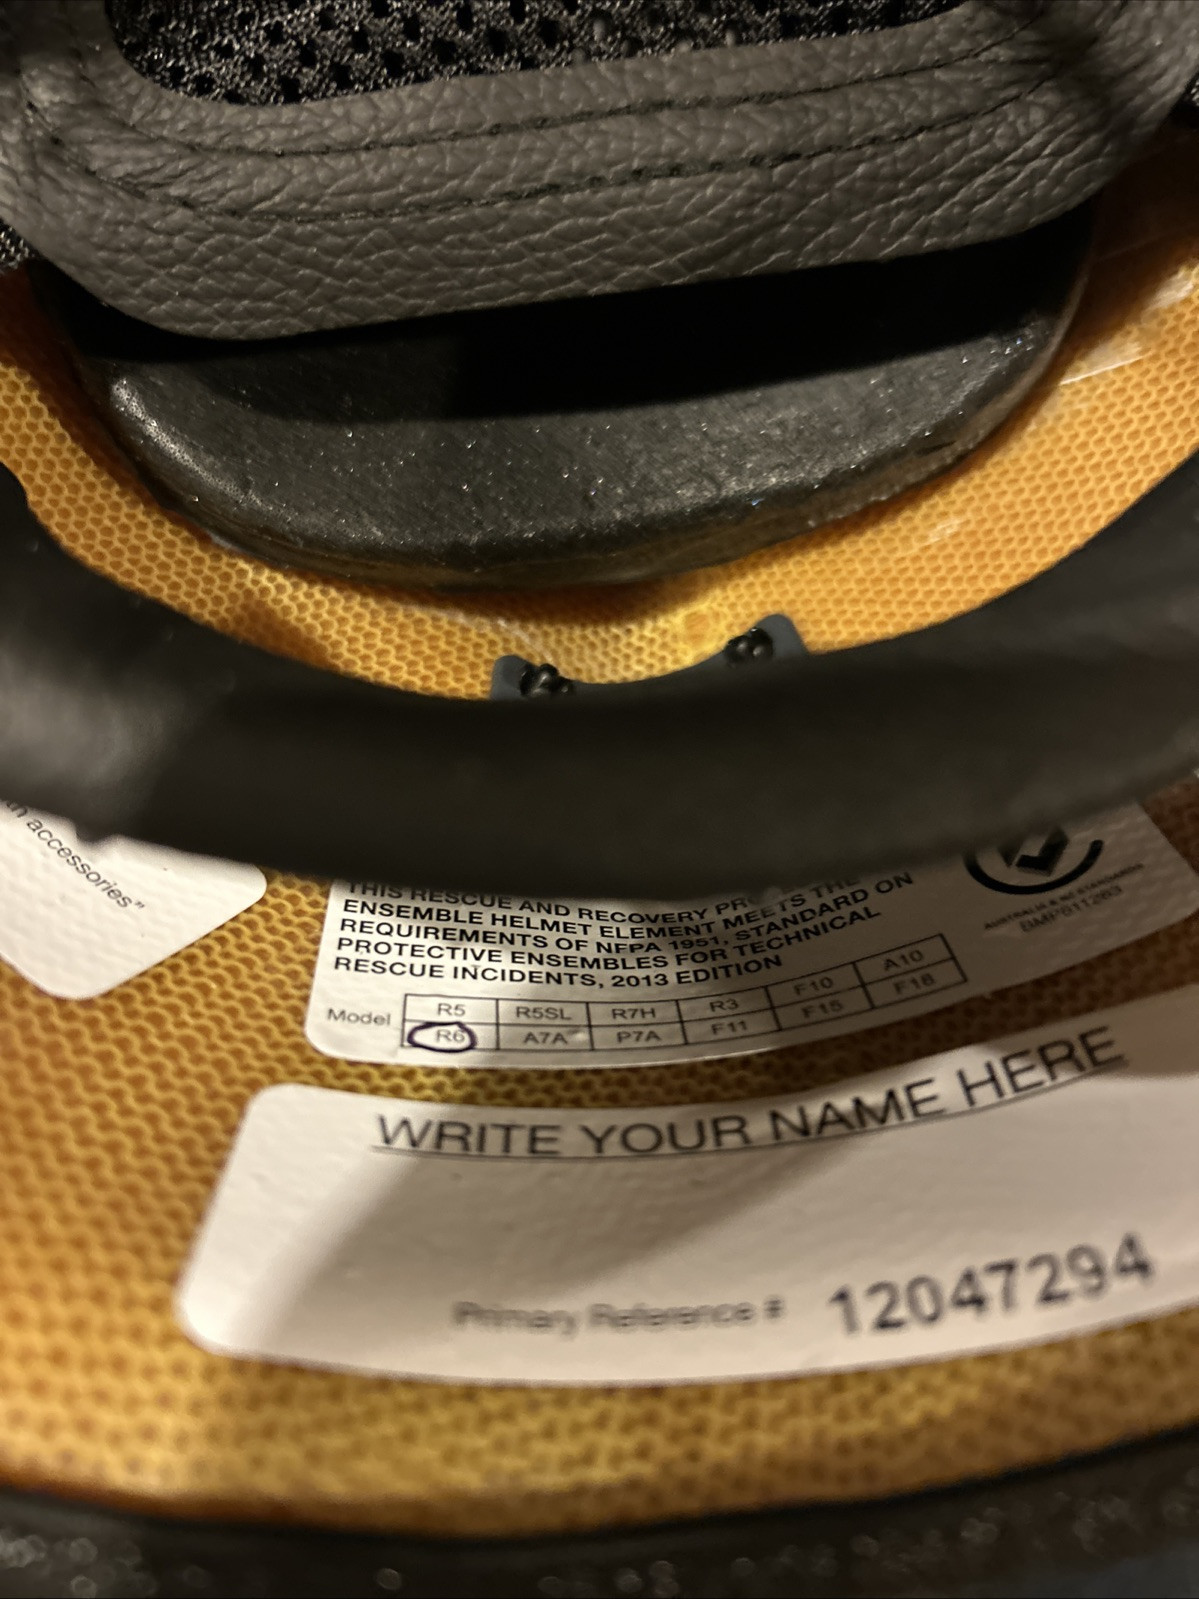 accessories"
THIS RESCUE AND RECOVERY
ENSEMBLE HELMET ELEMENT MEETS THE
REQUIREMENTS OF NFPA 1951, STANDARD ON
PROTECTIVE ENSEMBLES FOR TECHNICAL
RESCUE INCIDENTS, 2013 EDITION
Model R5 R5SL R7H R3 F10 A10
R6 A7A P7A F11 F15 F18
AUSTRALIAN STANDARDS
WRITE YOUR NAME HERE
Primary Reference # 12047294